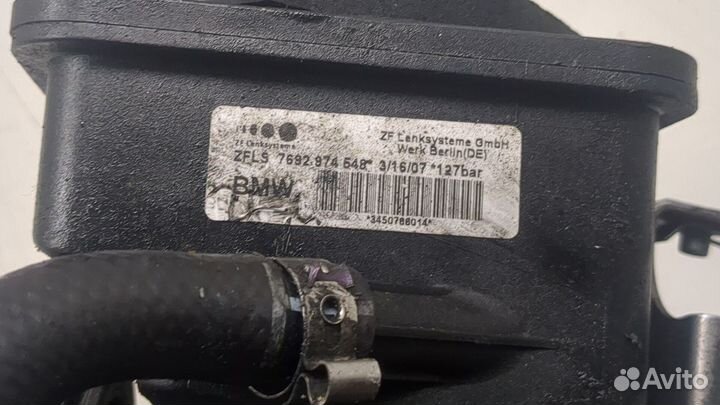 ZF Lenksysteme
ZF Lenksysteme GmbH
Werk Berlin(DE)
ZFLS 7692 974 548* 3/16/07 *127bar
BMW
*3450788014*
Avito